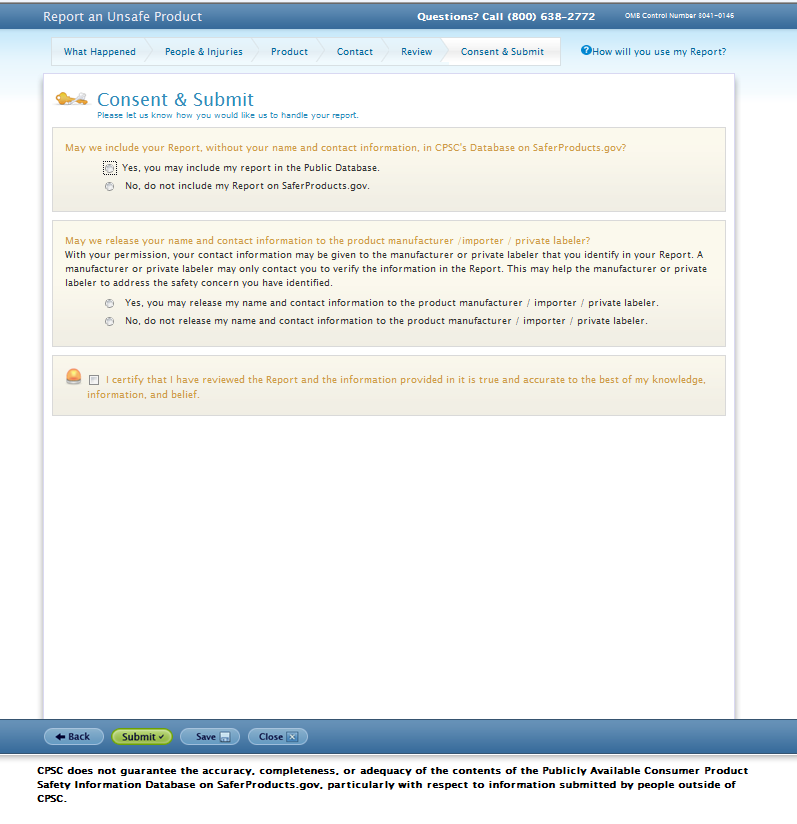 Report an Unsafe Product
Questions? Call (800) 638-2772
OMB Control Number 3041-0146
What Happened
People & Injuries
Product
Contact
Review
Consent & Submit
How will you use my Report?
Consent & Submit
Please let us know how you would like us to handle your report.
May we include your Report, without your name and contact information, in CPSC's Database on SaferProducts.gov?
Yes, you may include my report in the Public Database.
No, do not include my Report on SaferProducts.gov.
May we release your name and contact information to the product manufacturer /importer / private labeler?
With your permission, your contact information may be given to the manufacturer or private labeler that you identify in your Report. A
manufacturer or private labeler may only contact you to verify the information in the Report. This may help the manufacturer or private
labeler to address the safety concern you have identified.
Yes, you may release my name and contact information to the product manufacturer / importer / private labeler.
No, do not release my name and contact information to the product manufacturer / importer / private labeler.
I certify that I have reviewed the Report and the information provided in it is true and accurate to the best of my knowledge,
information, and belief.
Back
Submit
Save
Close
CPSC does not guarantee the accuracy, completeness, or adequacy of the contents of the Publicly Available Consumer Product
Safety Information Database on SaferProducts.gov, particularly with respect to information submitted by people outside of
CPSC.